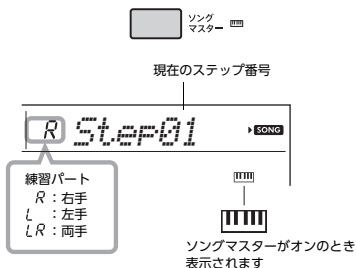 ソング
マスター
現在のステップ番号
R Step01 SONG
練習パート
R:右手
L :左手
LR:両手
ソングマスターがオンのとき
表示されます